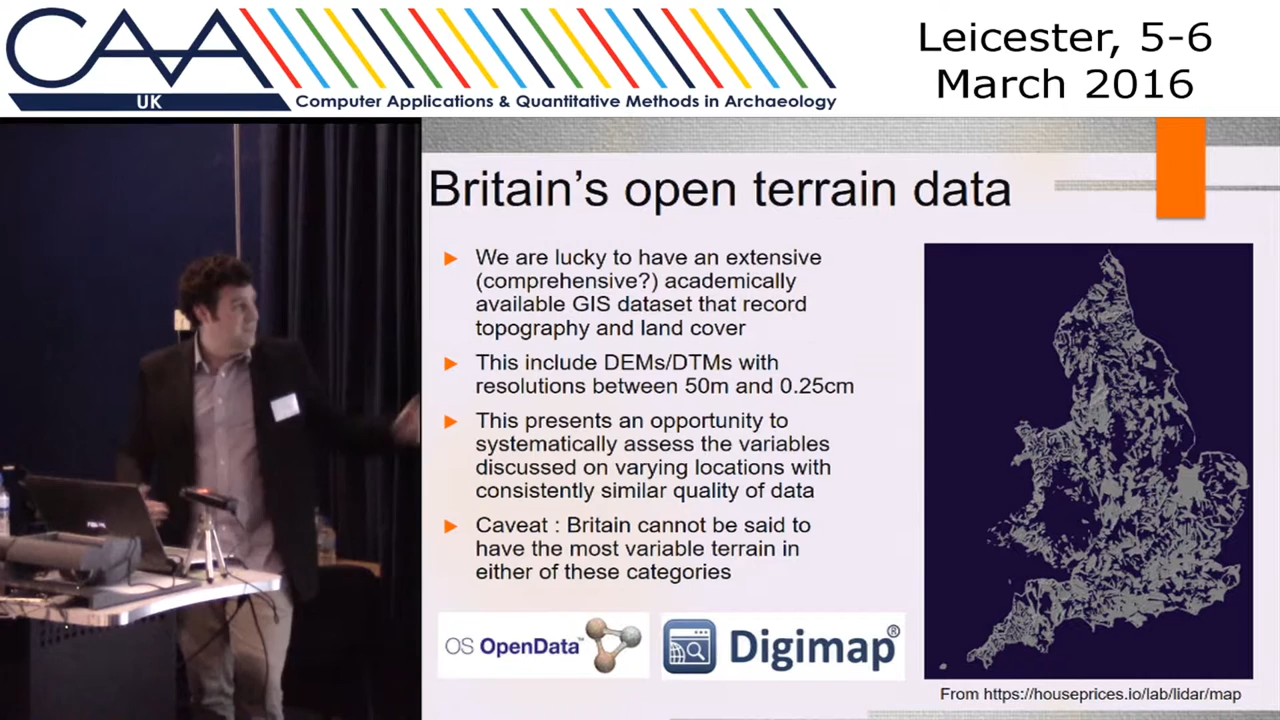 CAA
UK
Computer Applications & Quantitative Methods in Archaeology
Leicester, 5-6
March 2016
Britain's open terrain data
We are lucky to have an extensive
(comprehensive?) academically
available GIS dataset that record
topography and land cover
This include DEMs/DTMs with
resolutions between 50m and 0.25cm
This presents an opportunity to
systematically assess the variables
discussed on varying locations with
consistently similar quality of data
Caveat : Britain cannot be said to
have the most variable terrain in
either of these categories
OS OpenData™
Digimap®
From https://houseprices.io/lab/lidar/map